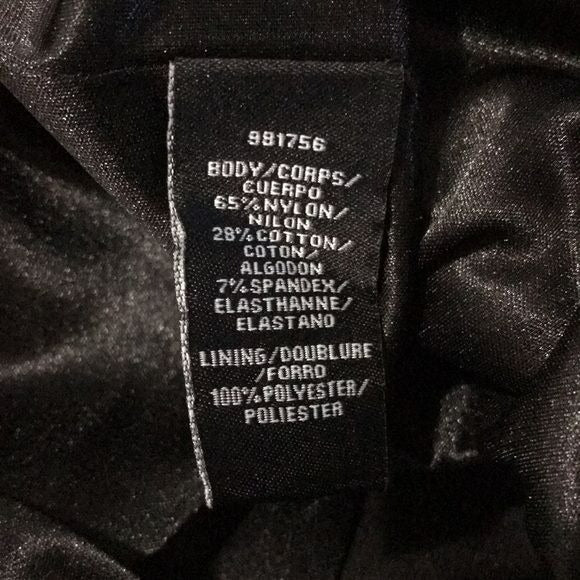 981756
BODY/CORPS/
CUERPO
65%NYLON/
NILON
28%COTTON/
COTON/
ALGODON
7%SPANDEX/
ELASTHANNE/
ELASTANO
LINING/DOUBLURE
/FORRO
100%POLYESTER/
POLIESTER